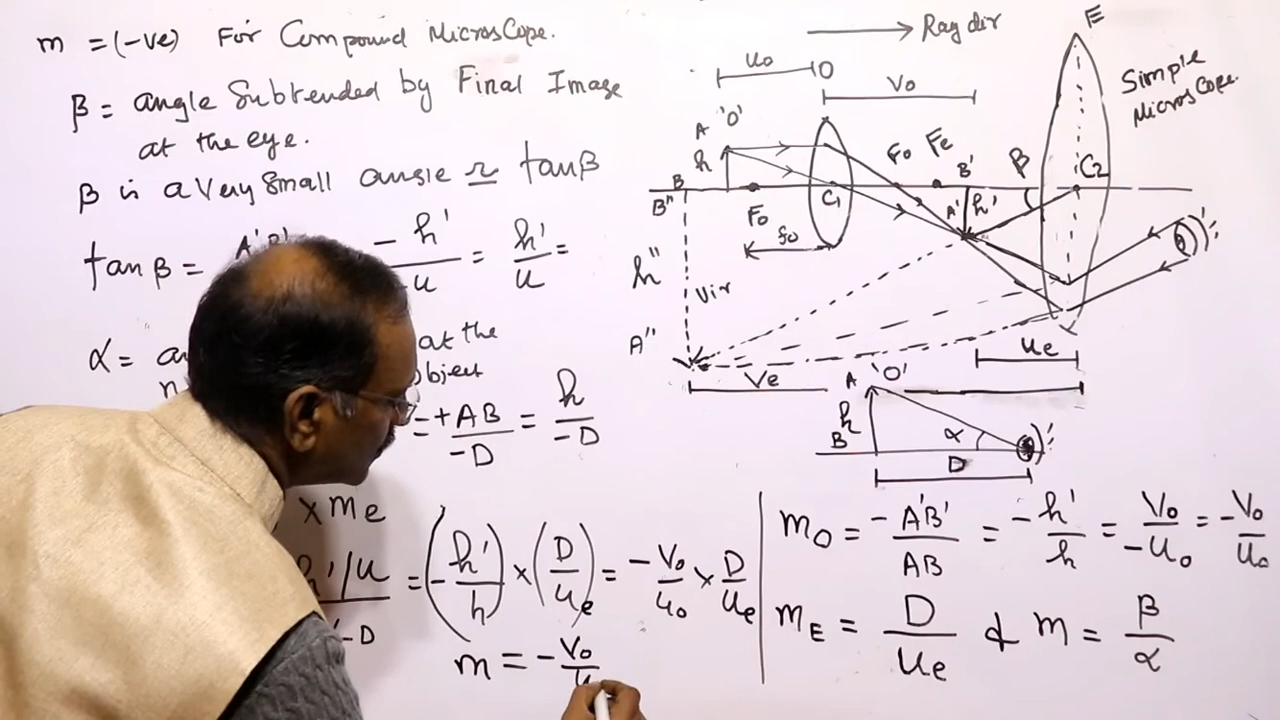 m = (-ve) For Compound Microscope.
β = angle Subtended by Final Image
at the eye.
β is a very small angle ≃ tanβ
tan β = A'B' - h' / u = h' / u =
α = at the
bject
= +AB / -D = h / -D
x me
h'/u = (-h'/h) × (D/ue) = -Vo/uo × D/ue
/-D
m = -Vo/u
→ Ray dir
E
Simple
Microscope.
uo
O
Vo
A 'O'
h
B
B"
Fo
fo
C1
Fo
Fe
B'
β
A'
h'
C2
h"
Vir
A"
ue
Ve
A 'O'
h
B
α
D
mO = -A'B' / AB = -h' / h = Vo / -uo = -Vo / uo
mE = D / ue & m = β / α